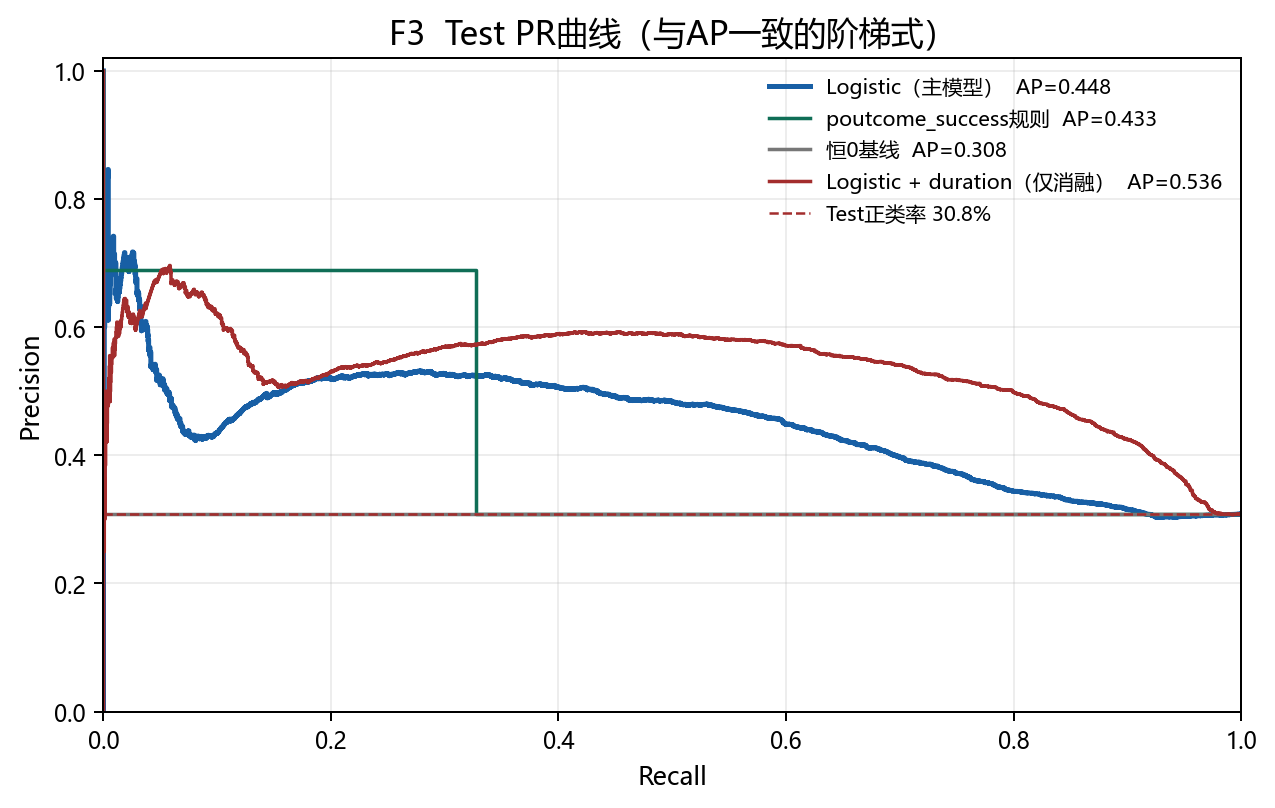 F3 Test PR曲线（与AP一致的阶梯式）
Logistic（主模型） AP=0.448
poutcome_success规则 AP=0.433
恒0基线 AP=0.308
Logistic + duration（仅消融） AP=0.536
Test正类率 30.8%
Precision
1.0
0.8
0.6
0.4
0.2
0.0
0.0 0.2 0.4 0.6 0.8 1.0
Recall